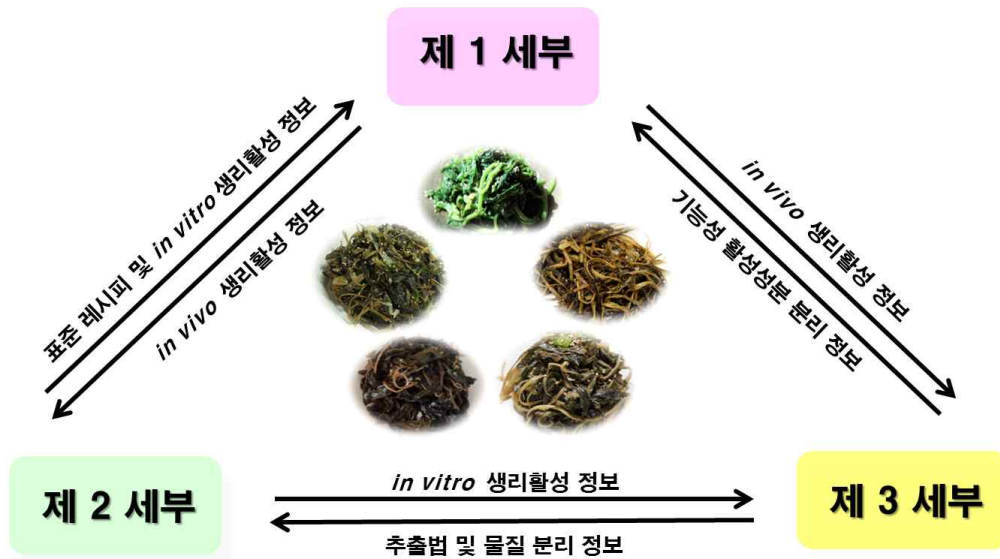 제 1 세부
표준 레시피 및 in vitro 생리활성 정보
in vivo 생리활성 정보
in vivo 생리활성 정보
기능성 활성성분 분리 정보
제 2 세부
in vitro 생리활성 정보
추출법 및 물질 분리 정보
제 3 세부